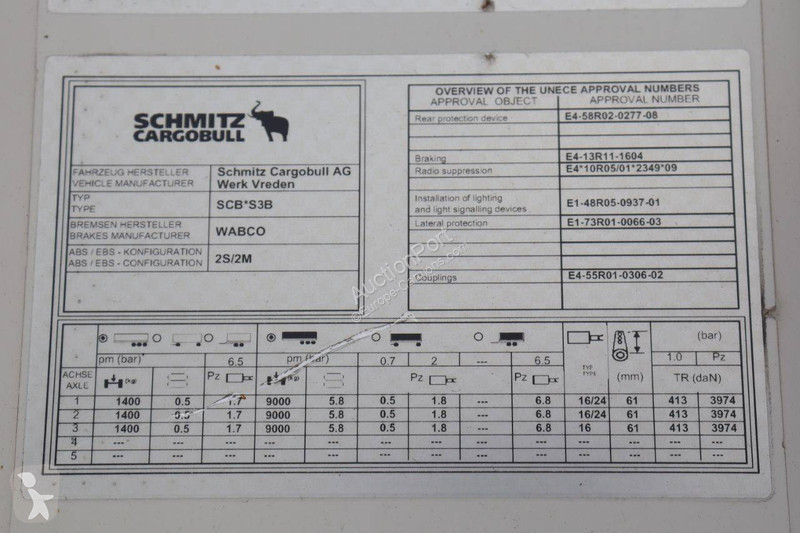 SCHMITZ
CARGOBULL
FAHRZEUG HERSTELLER
VEHICLE MANUFACTURER
Schmitz Cargobull AG
Werk Vreden
TYP
TYPE
SCB*S3B
BREMSEN HERSTELLER
BRAKES MANUFACTURER
WABCO
ABS / EBS - KONFIGURATION
ABS / EBS - CONFIGURATION
2S/2M
OVERVIEW OF THE UNECE APPROVAL NUMBERS
APPROVAL OBJECT APPROVAL NUMBER
Rear protection device E4-58R02-0277-08
Braking E4-13R11-1604
Radio suppression E4*10R05/01*2349*09
Installation of lighting
and light signalling devices E1-48R05-0937-01
Lateral protection E1-73R01-0066-03
Couplings E4-55R01-0306-02
(bar)
pm (bar)* 6.5 pm (bar) 0.7 2 --- 6.5 TYP TYPE 1.0 Pz
ACHSE
AXLE (kg) Pz (kg) Pz Pz (mm) TR (daN)
1 1400 0.5 1.7 9000 5.8 0.5 1.8 --- 6.8 16/24 61 413 3974
2 1400 0.5 1.7 9000 5.8 0.5 1.8 --- 6.8 16/24 61 413 3974
3 1400 0.5 1.7 9000 5.8 0.5 1.8 --- 6.8 16 61 413 3974
4 --- --- --- --- --- --- --- --- --- --- --- --- ---
5 --- --- --- --- --- --- --- --- --- --- --- --- ---
AuctionPort